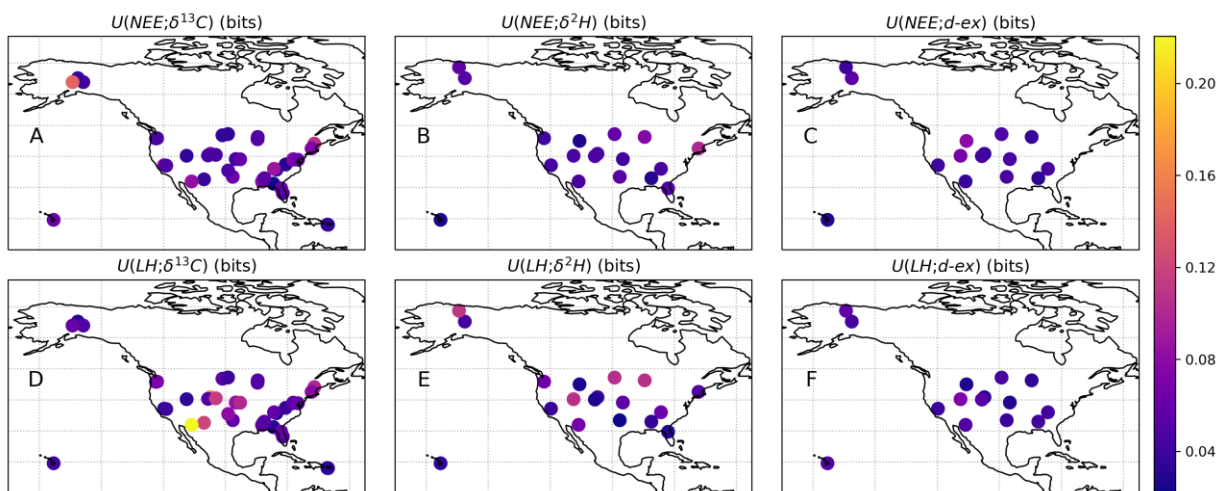 U(NEE;δ¹³C) (bits)
U(NEE;δ²H) (bits)
U(NEE;d-ex) (bits)
A
B
C
U(LH;δ¹³C) (bits)
U(LH;δ²H) (bits)
U(LH;d-ex) (bits)
D
E
F
0.20
0.16
0.12
0.08
0.04